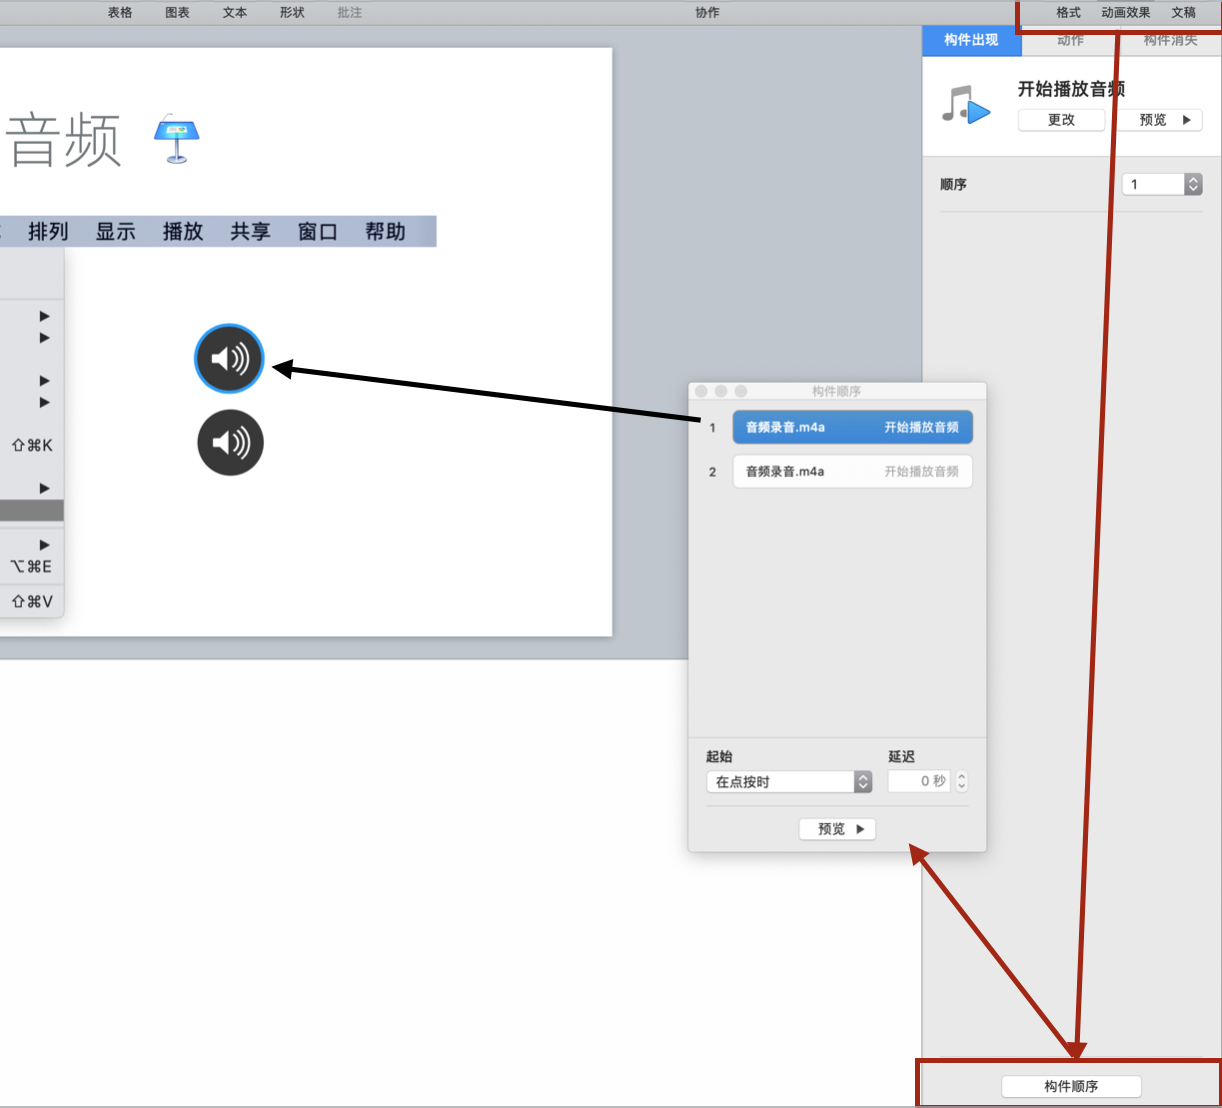 表格 图表 文本 形状 批注 协作 格式 动画效果 文稿
构件出现 动作 构件消失
开始播放音频
更改 预览 ▶
顺序 1
音频
排列 显示 播放 共享 窗口 帮助
⇧⌘K
⌥⌘E
⇧⌘V
构件顺序
1 音频录音.m4a 开始播放音频
2 音频录音.m4a 开始播放音频
起始 延迟
在点按时 0 秒
预览 ▶
构件顺序